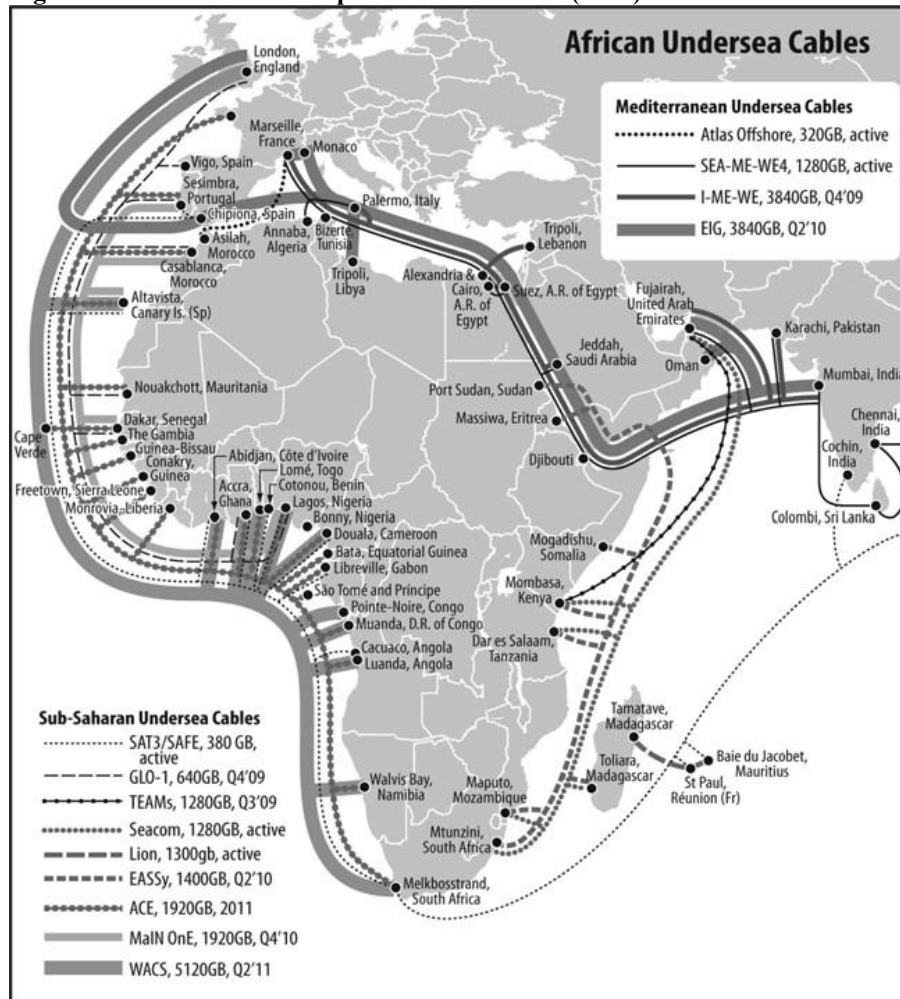 African Undersea Cables
Mediterranean Undersea Cables
Atlas Offshore, 320GB, active
SEA-ME-WE4, 1280GB, active
I-ME-WE, 3840GB, Q4'09
EIG, 3840GB, Q2'10
London,
England
Marseille,
France
Monaco
Vigo, Spain
Sesimbra,
Portugal
Chipiona, Spain
Palermo, Italy
Asilah,
Morocco
Annaba,
Algeria
Bizerte,
Tunisia
Casablanca,
Morocco
Tripoli,
Libya
Tripoli,
Lebanon
Alexandria &
Cairo,
A.R. of
Egypt
Suez, A.R. of Egypt
Fujairah,
United Arab
Emirates
Karachi, Pakistan
Altavista,
Canary Is. (Sp)
Oman
Jeddah,
Saudi Arabia
Port Sudan, Sudan
Mumbai, India
Nouakchott, Mauritania
Massiwa, Eritrea
Chennai,
India
Cape
Verde
Dakar, Senegal
The Gambia
Guinea-Bissau
Conakry,
Guinea
Freetown, Sierra Leone
Monrovia, Liberia
Abidjan, Côte d'Ivoire
Accra,
Ghana
Lomé, Togo
Cotonou, Benin
Lagos, Nigeria
Bonny, Nigeria
Douala, Cameroon
Bata, Equatorial Guinea
Libreville, Gabon
São Tomé and Príncipe
Pointe-Noire, Congo
Muanda, D.R. of Congo
Cacuaco, Angola
Luanda, Angola
Djibouti
Cochin,
India
Colombi, Sri Lanka
Mogadishu,
Somalia
Mombasa,
Kenya
Dar es Salaam,
Tanzania
Tamatave,
Madagascar
Toliara,
Madagascar
Baie du Jacobet,
Mauritius
St Paul,
Réunion (Fr)
Walvis Bay,
Namibia
Maputo,
Mozambique
Mtunzini,
South Africa
Melkbosstrand,
South Africa
Sub-Saharan Undersea Cables
SAT3/SAFE, 380 GB,
active
GLO-1, 640GB, Q4'09
TEAMs, 1280GB, Q3'09
Seacom, 1280GB, active
Lion, 1300gb, active
EASSy, 1400GB, Q2'10
ACE, 1920GB, 2011
MaIN OnE, 1920GB, Q4'10
WACS, 5120GB, Q2'11